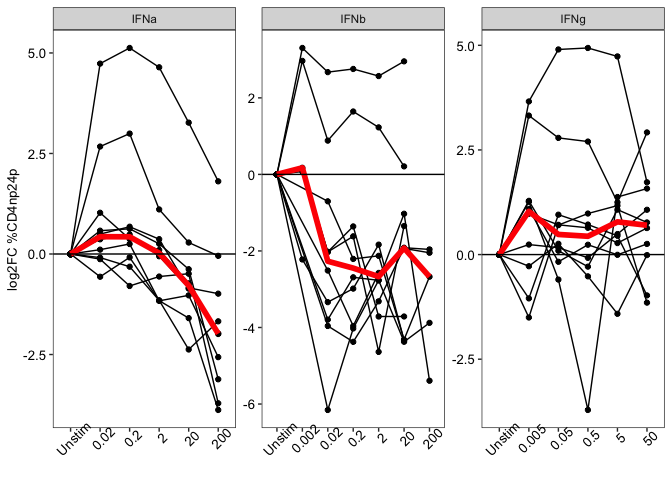 IFNa
IFNb
IFNg
log2FC %CD4np24p
5.0
2.5
0.0
-2.5
2
0
-2
-4
-6
5.0
2.5
0.0
-2.5
Unstim 0.02 0.2 2 20 200
Unstim 0.002 0.02 0.2 2 20 200
Unstim 0.005 0.05 0.5 5 50